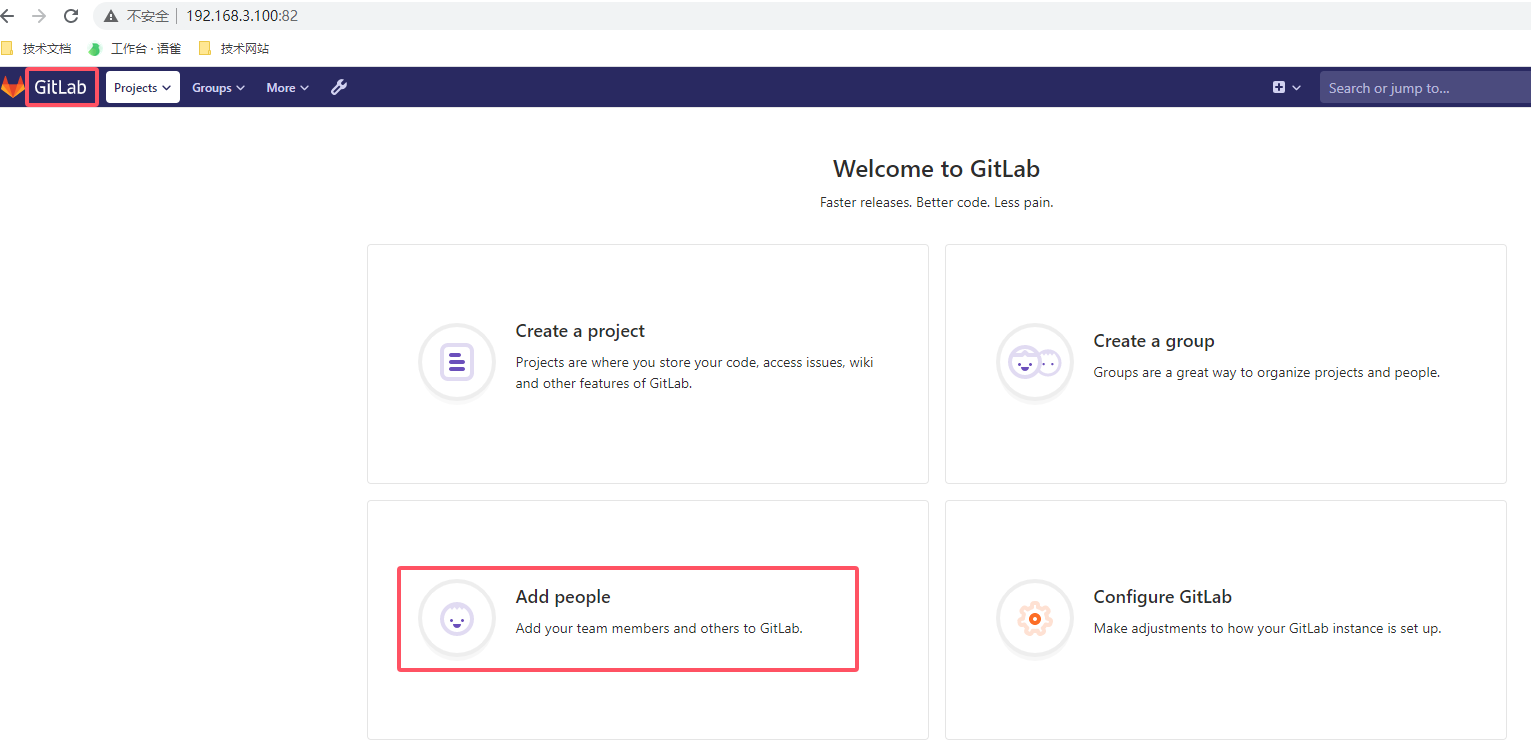 不安全 192.168.3.100:82
技术文档 工作台 · 语雀 技术网站
GitLab Projects Groups More Search or jump to...
Welcome to GitLab
Faster releases. Better code. Less pain.
Create a project
Projects are where you store your code, access issues, wiki
and other features of GitLab.
Create a group
Groups are a great way to organize projects and people.
Add people
Add your team members and others to GitLab.
Configure GitLab
Make adjustments to how your GitLab instance is set up.